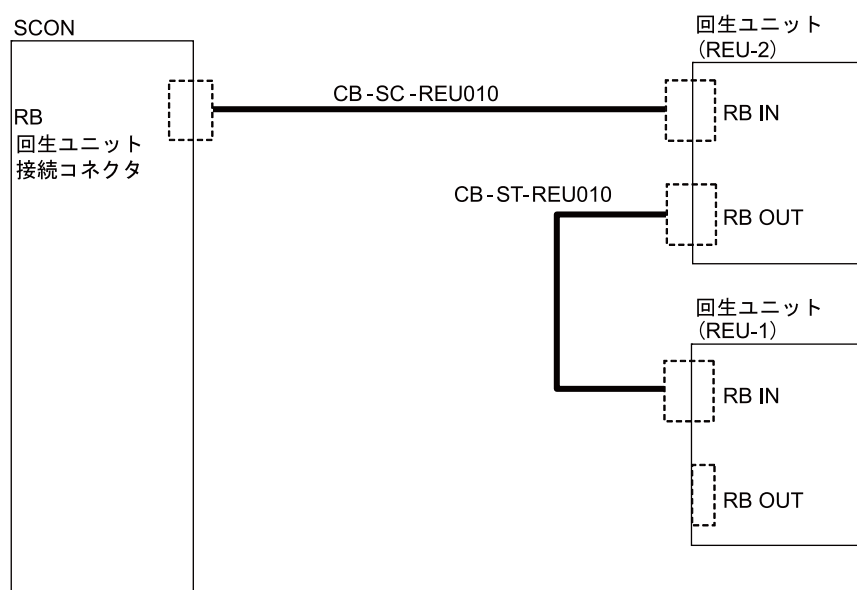 SCON
RB
回生ユニット
接続コネクタ
CB-SC-REU010
回生ユニット
(REU-2)
RB IN
CB-ST-REU010
RB OUT
回生ユニット
(REU-1)
RB IN
RB OUT